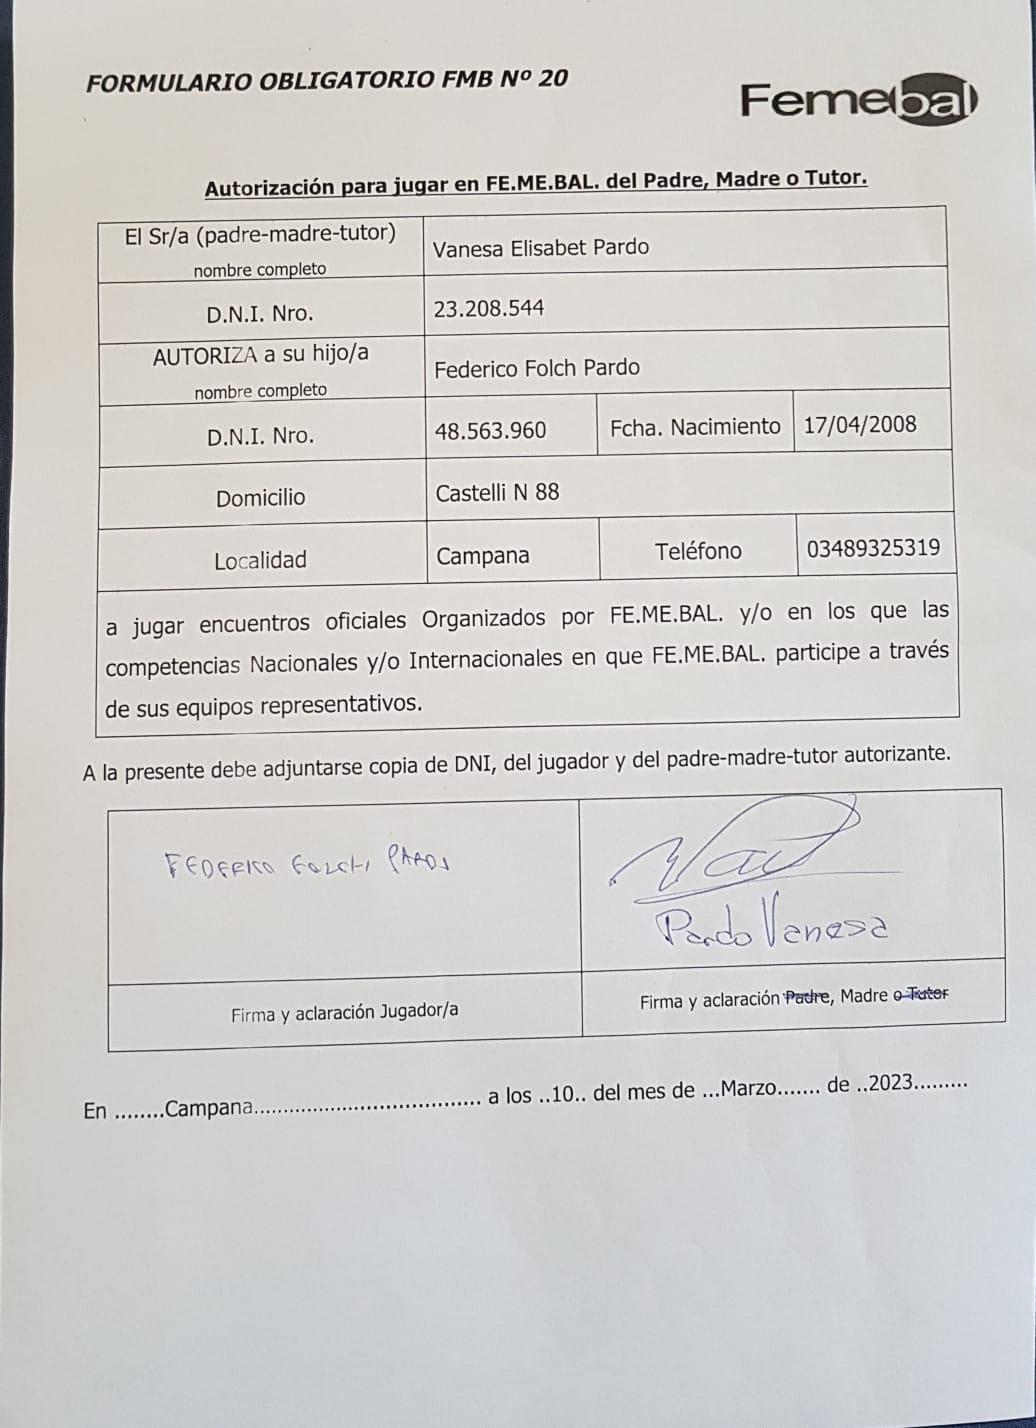 FORMULARIO OBLIGATORIO FMB Nº 20
Femebal
Autorización para jugar en FE.ME.BAL. del Padre, Madre o Tutor.
El Sr/a (padre-madre-tutor)
nombre completo
Vanesa Elisabet Pardo
D.N.I. Nro.
23.208.544
AUTORIZA a su hijo/a
nombre completo
Federico Folch Pardo
D.N.I. Nro.
48.563.960
Fcha. Nacimiento
17/04/2008
Domicilio
Castelli N 88
Localidad
Campana
Teléfono
03489325319
a jugar encuentros oficiales Organizados por FE.ME.BAL. y/o en los que las
competencias Nacionales y/o Internacionales en que FE.ME.BAL. participe a través
de sus equipos representativos.
A la presente debe adjuntarse copia de DNI, del jugador y del padre-madre-tutor autorizante.
FEDERICO FOLCH PARDO
Pardo Vanesa
Firma y aclaración Jugador/a
Firma y aclaración Padre, Madre o Tutor
En ........Campana..................................... a los ..10.. del mes de ...Marzo....... de ..2023.........